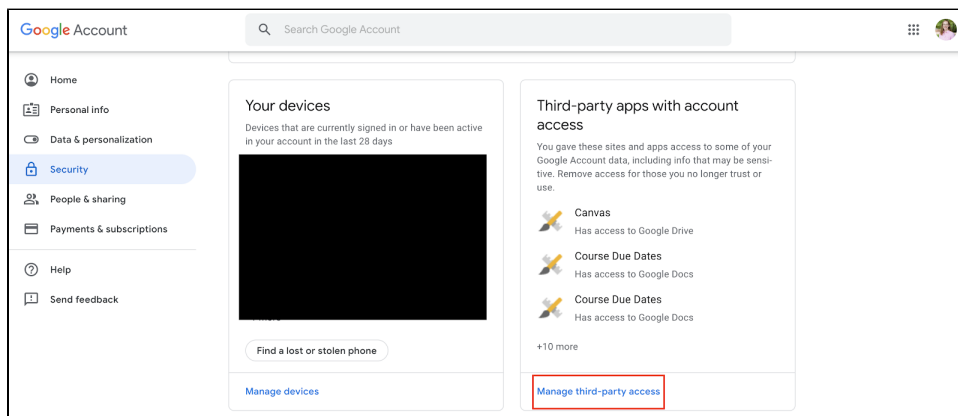 Google Account
Search Google Account
Home
Personal info
Data & personalization
Security
People & sharing
Payments & subscriptions
Help
Send feedback
Your devices
Devices that are currently signed in or have been active
in your account in the last 28 days
Find a lost or stolen phone
Manage devices
Third-party apps with account
access
You gave these sites and apps access to some of your
Google Account data, including info that may be sensi-
tive. Remove access for those you no longer trust or
use.
Canvas
Has access to Google Drive
Course Due Dates
Has access to Google Docs
Course Due Dates
Has access to Google Docs
+10 more
Manage third-party access